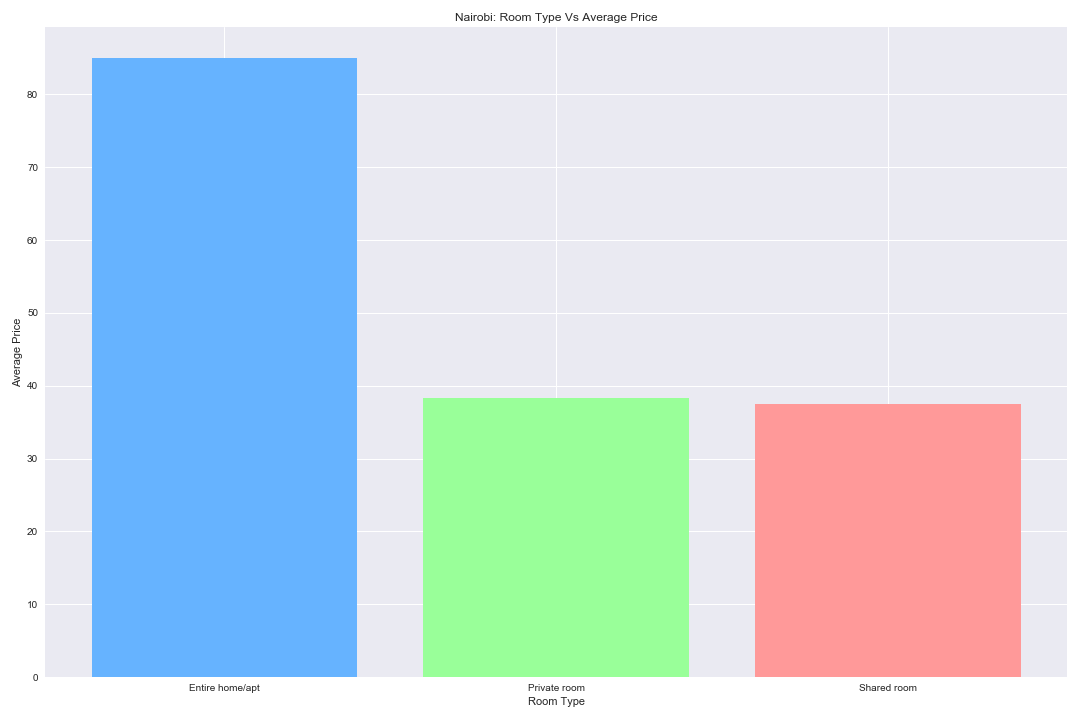 Nairobi: Room Type Vs Average Price
Average Price
80
70
60
50
40
30
20
10
0
Entire home/apt
Private room
Shared room
Room Type